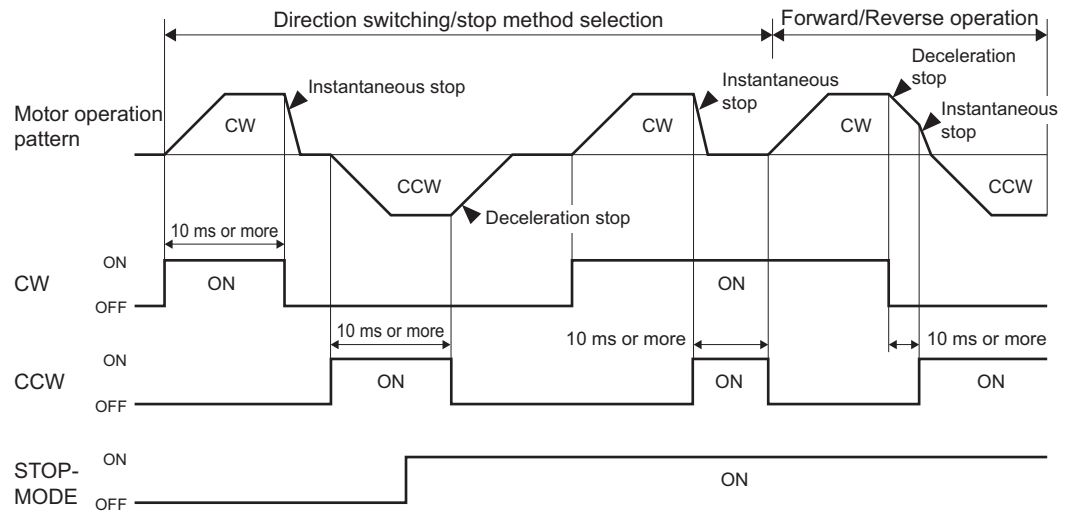 Direction switching/stop method selection
Forward/Reverse operation
Motor operation
pattern
CW
Instantaneous stop
CCW
Deceleration stop
CW
Instantaneous
stop
CW
Deceleration
stop
Instantaneous
stop
CCW
10 ms or more
CW
ON
OFF
ON
ON
10 ms or more
10 ms or more
10 ms or more
CCW
ON
OFF
ON
ON
ON
STOP-
MODE
ON
OFF
ON